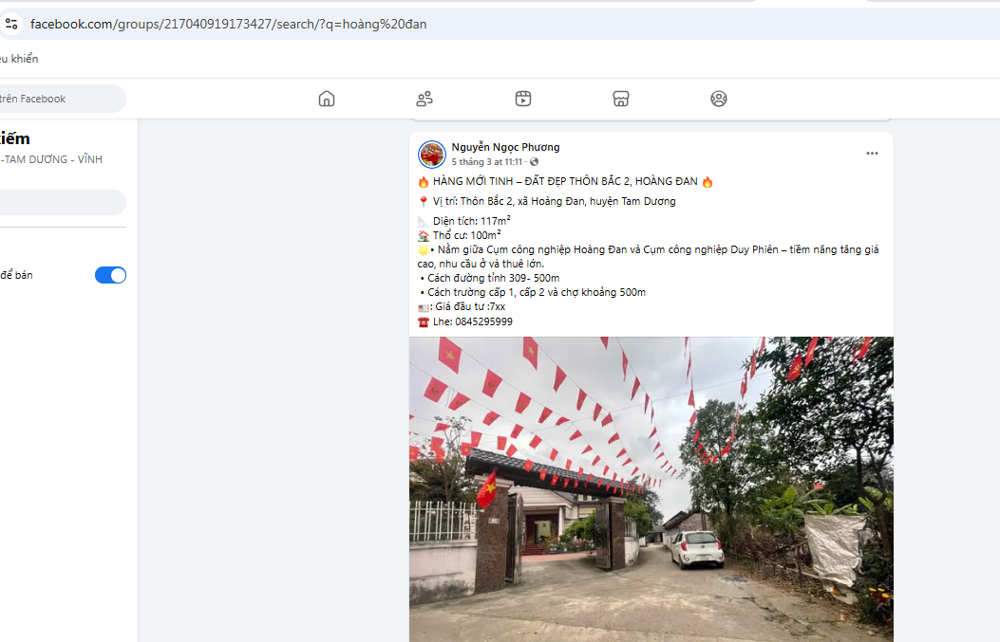 facebook.com/groups/217040919173427/search/?q=hoàng%20đan
khiển
trên Facebook
-TAM DƯƠNG - VĨNH
để bán
Nguyễn Ngọc Phương
5 tháng 3 at 11:11 ·
🔥 HÀNG MỚI TINH – ĐẤT ĐẸP THÔN BẮC 2, HOÀNG ĐAN 🔥
📍 Vị trí: Thôn Bắc 2, xã Hoàng Đan, huyện Tam Dương
📐 Diện tích: 117m²
🏠 Thổ cư: 100m²
🌟• Nằm giữa Cụm công nghiệp Hoàng Đan và Cụm công nghiệp Duy Phiên – tiềm năng tăng giá
cao, nhu cầu ở và thuê lớn.
• Cách đường tỉnh 309- 500m
• Cách trường cấp 1, cấp 2 và chợ khoảng 500m
💵: Giá đầu tư :7xx
☎️ Lhe: 0845295999